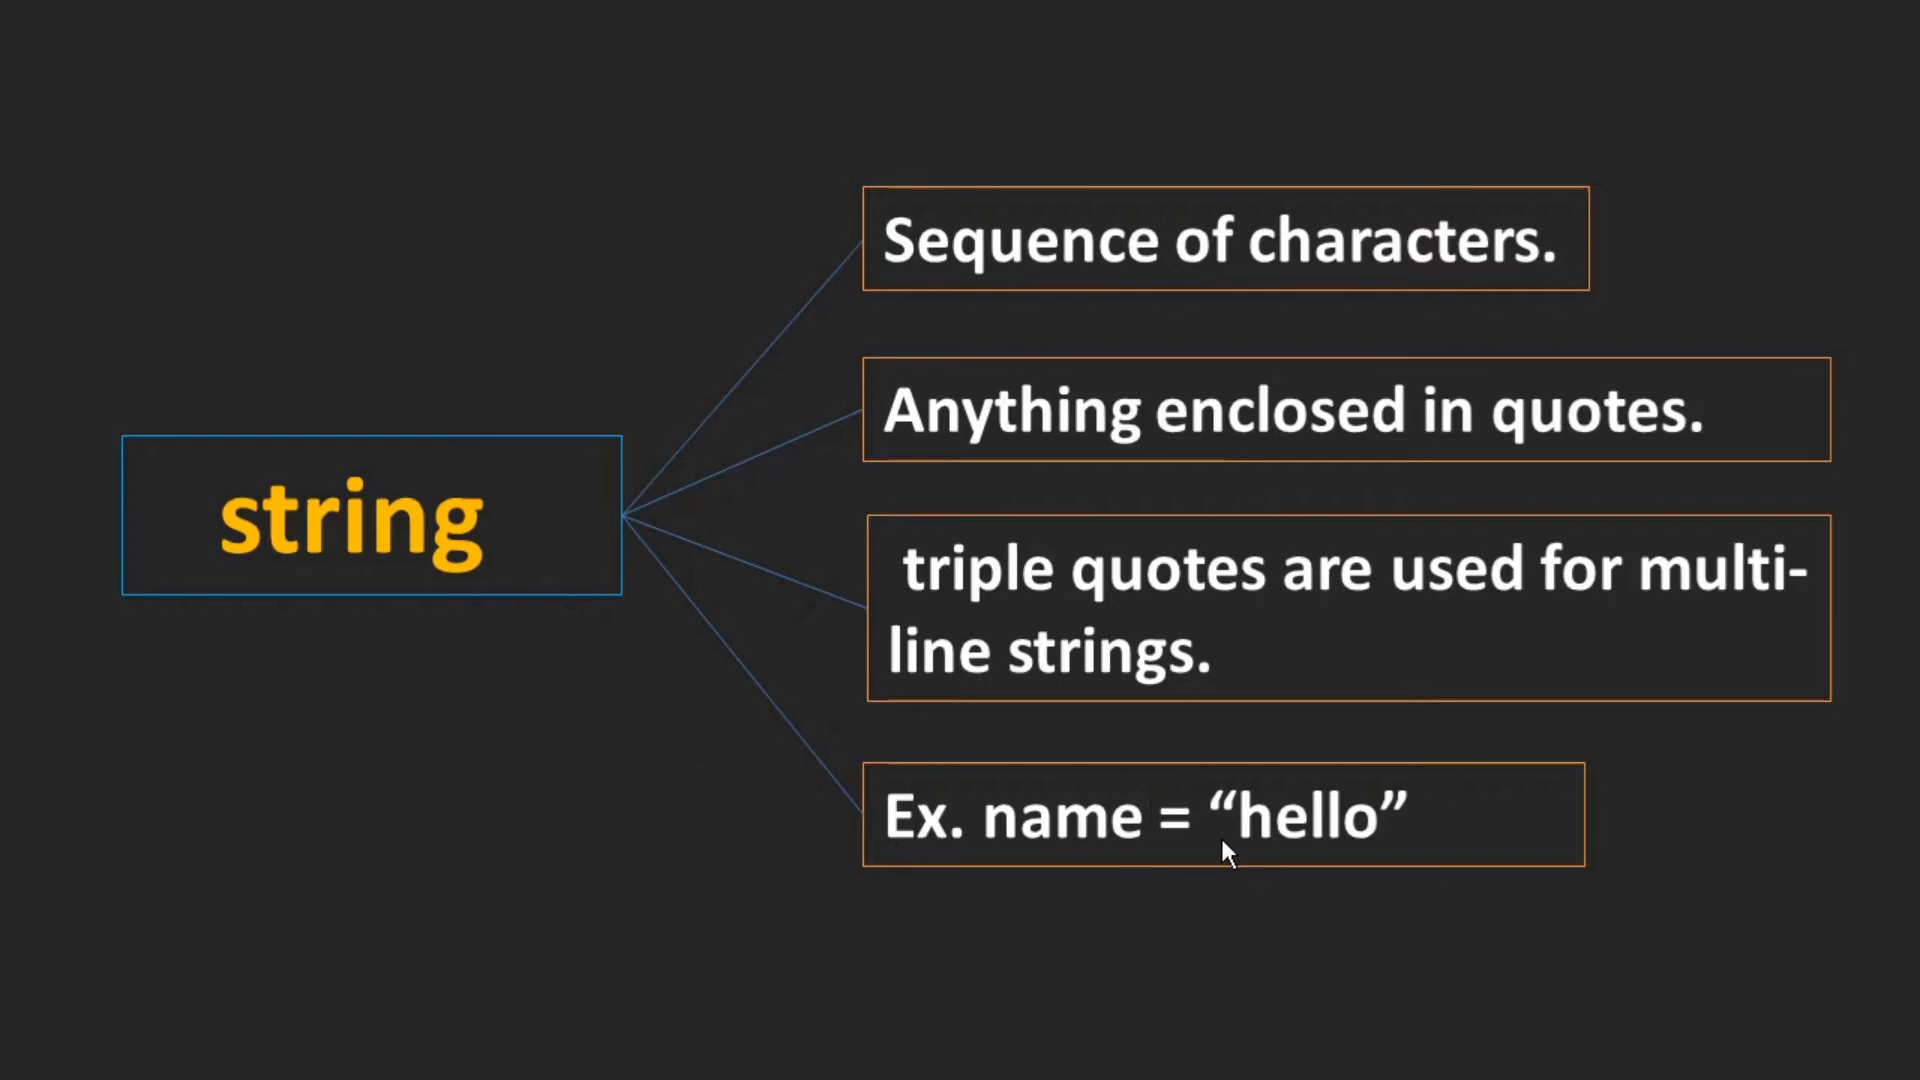 string
Sequence of characters.
Anything enclosed in quotes.
triple quotes are used for multi-
line strings.
Ex. name = “hello”